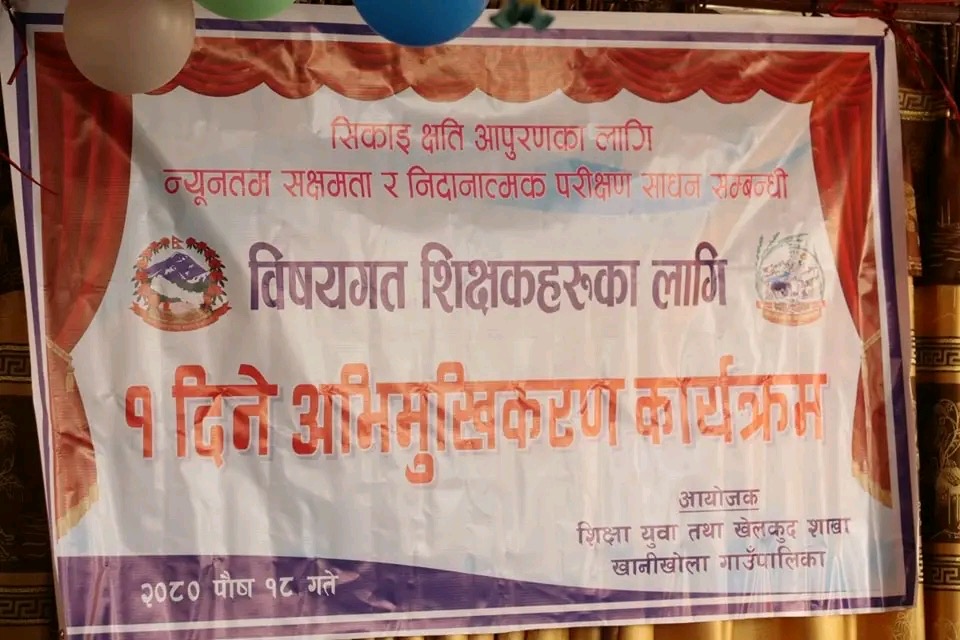 सिकाइ क्षति आपुरणका लागि
न्यूनतम सक्षमता र निदानात्मक परीक्षण साधन सम्बन्धी
विषयगत शिक्षकहरुका लागि
१ दिने अभिमुखिकरण कार्यक्रम
आयोजक
शिक्षा युवा तथा खेलकुद शाखा
खानीखोला गाउँपालिका
२०८० पौष १८ गते